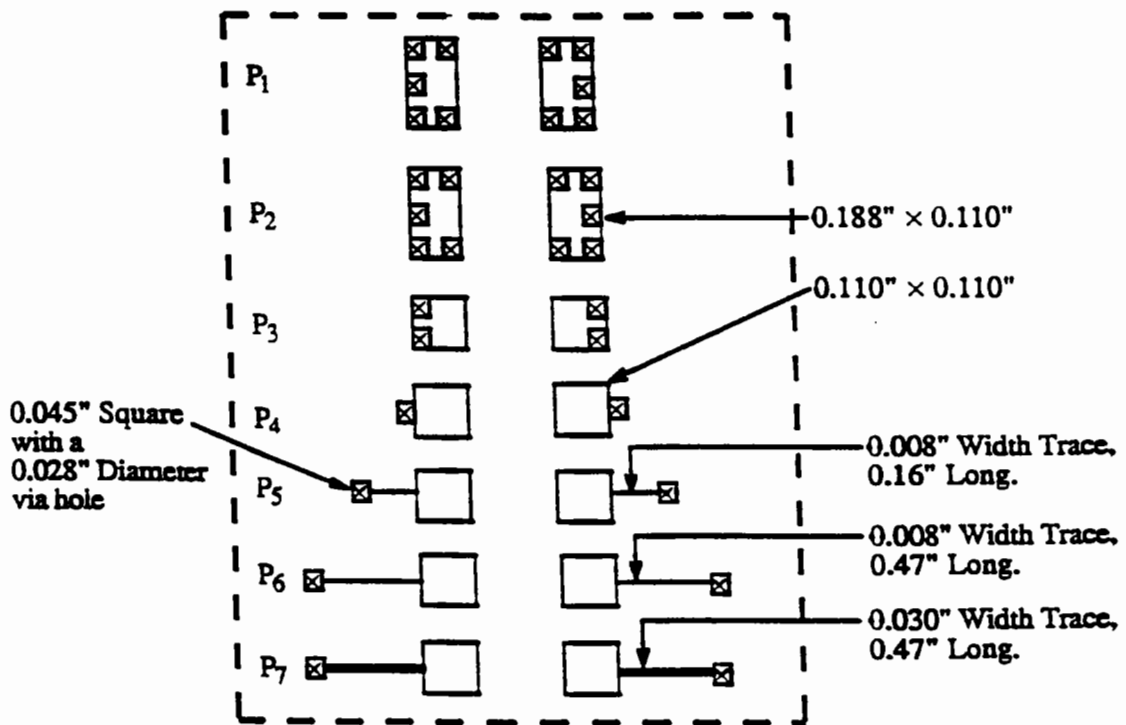 P₁
P₂
0.188" × 0.110"
0.110" × 0.110"
P₃
0.045" Square
with a
0.028" Diameter
via hole
P₄
0.008" Width Trace,
0.16" Long.
P₅
0.008" Width Trace,
0.47" Long.
P₆
0.030" Width Trace,
0.47" Long.
P₇